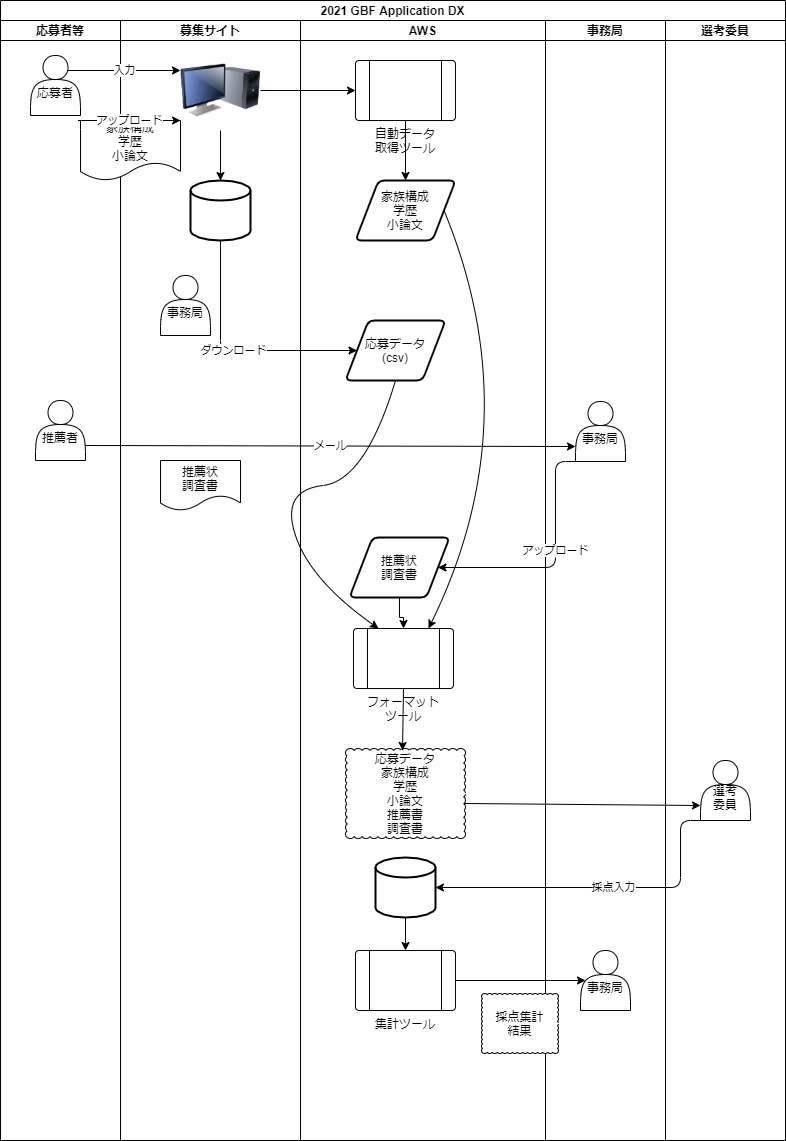 2021 GBF Application DX
応募者等
募集サイト
AWS
事務局
選考委員
応募者
入力
アップロード
家族構成
学歴
小論文
自動データ
取得ツール
家族構成
学歴
小論文
事務局
ダウンロード
応募データ
(csv)
推薦者
メール
事務局
推薦状
調査書
アップロード
推薦状
調査書
フォーマット
ツール
応募データ
家族構成
学歴
小論文
推薦書
調査書
選考
委員
採点入力
集計ツール
事務局
採点集計
結果